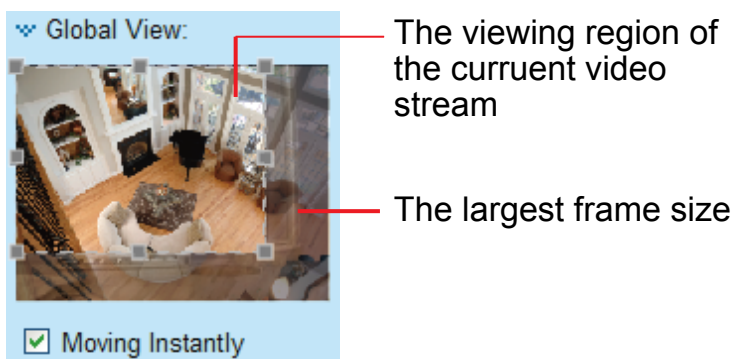 Global View:
The viewing region of
the curruent video
stream
The largest frame size
Moving Instantly